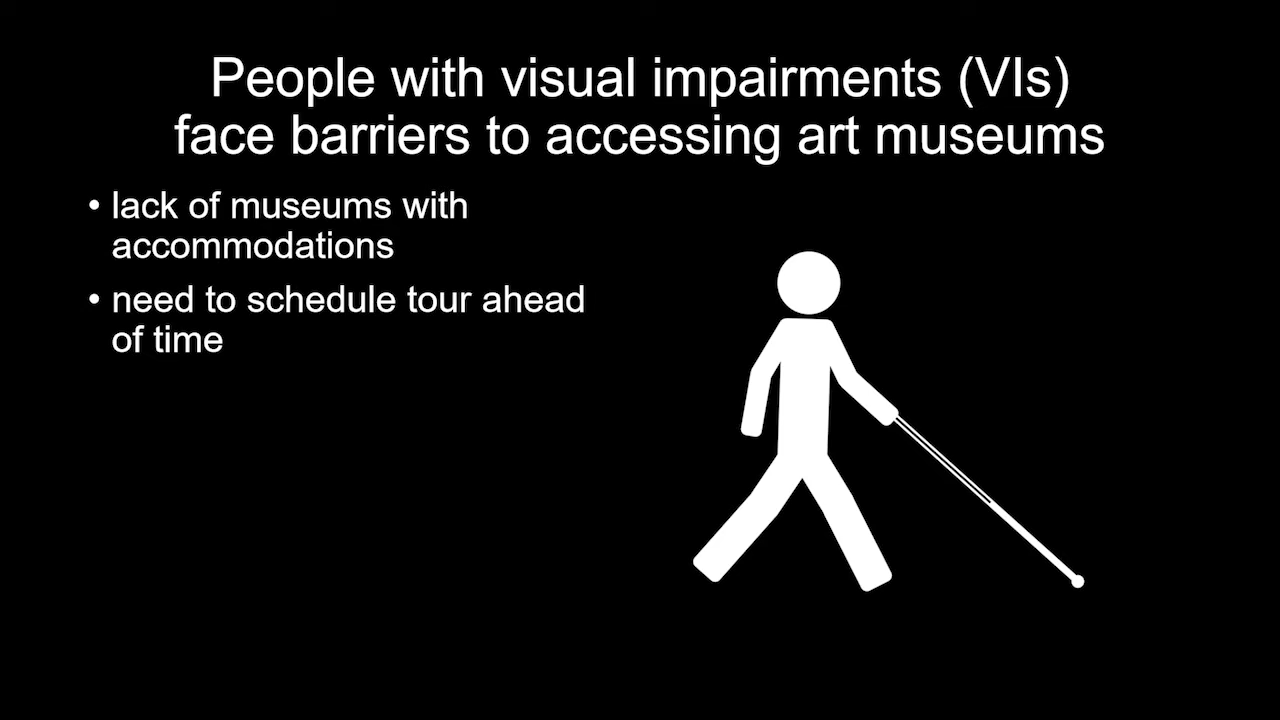 People with visual impairments (VIs)
face barriers to accessing art museums
• lack of museums with
accommodations
• need to schedule tour ahead
of time